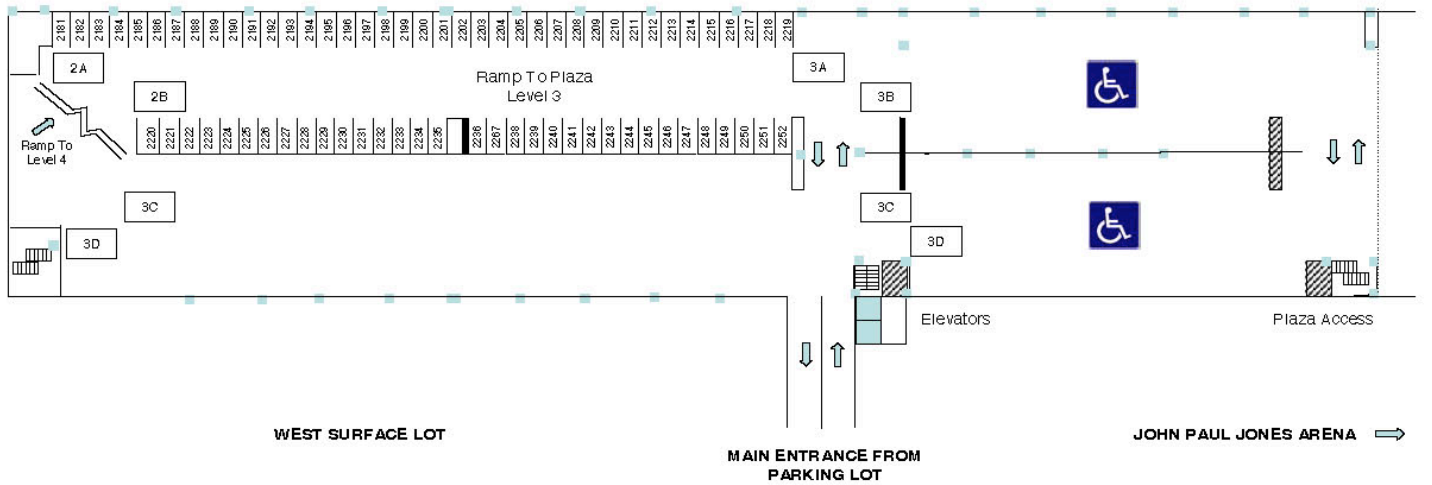 2181 2182 2183 2184 2185 2186 2187 2188 2189 2190 2191 2192 2193 2194 2195 2196 2197 2198 2199 2200 2201 2202 2203 2204 2205 2206 2207 2208 2209 2210 2211 2212 2213 2214 2215 2216 2217 2218 2219
2A
3A
Ramp To Plaza
Level 3
2B
3B
2220 2221 2222 2223 2224 2225 2226 2227 2228 2229 2230 2231 2232 2233 2234 2235 2236 2267 2238 2239 2240 2241 2242 2243 2244 2245 2246 2247 2248 2249 2250 2251 2252
Ramp To
Level 4
3C
3C
3D
3D
Elevators
Plaza Access
WEST SURFACE LOT
JOHN PAUL JONES ARENA
MAIN ENTRANCE FROM
PARKING LOT